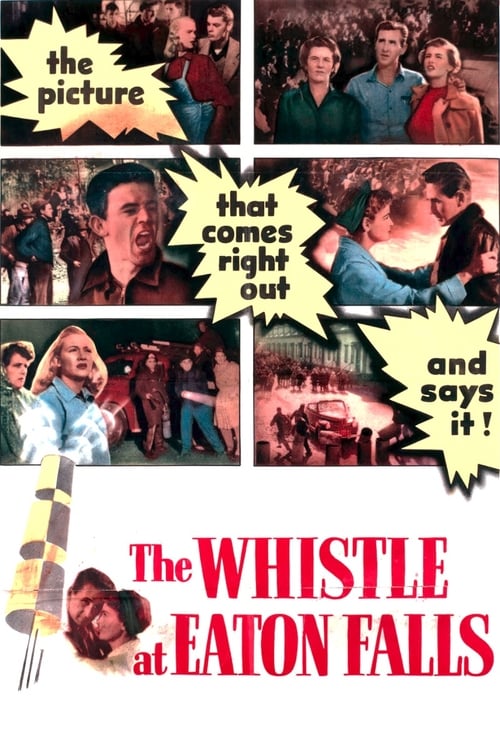 the
picture
that
comes
right
out
and
says
it!
The WHISTLE
at EATON FALLS